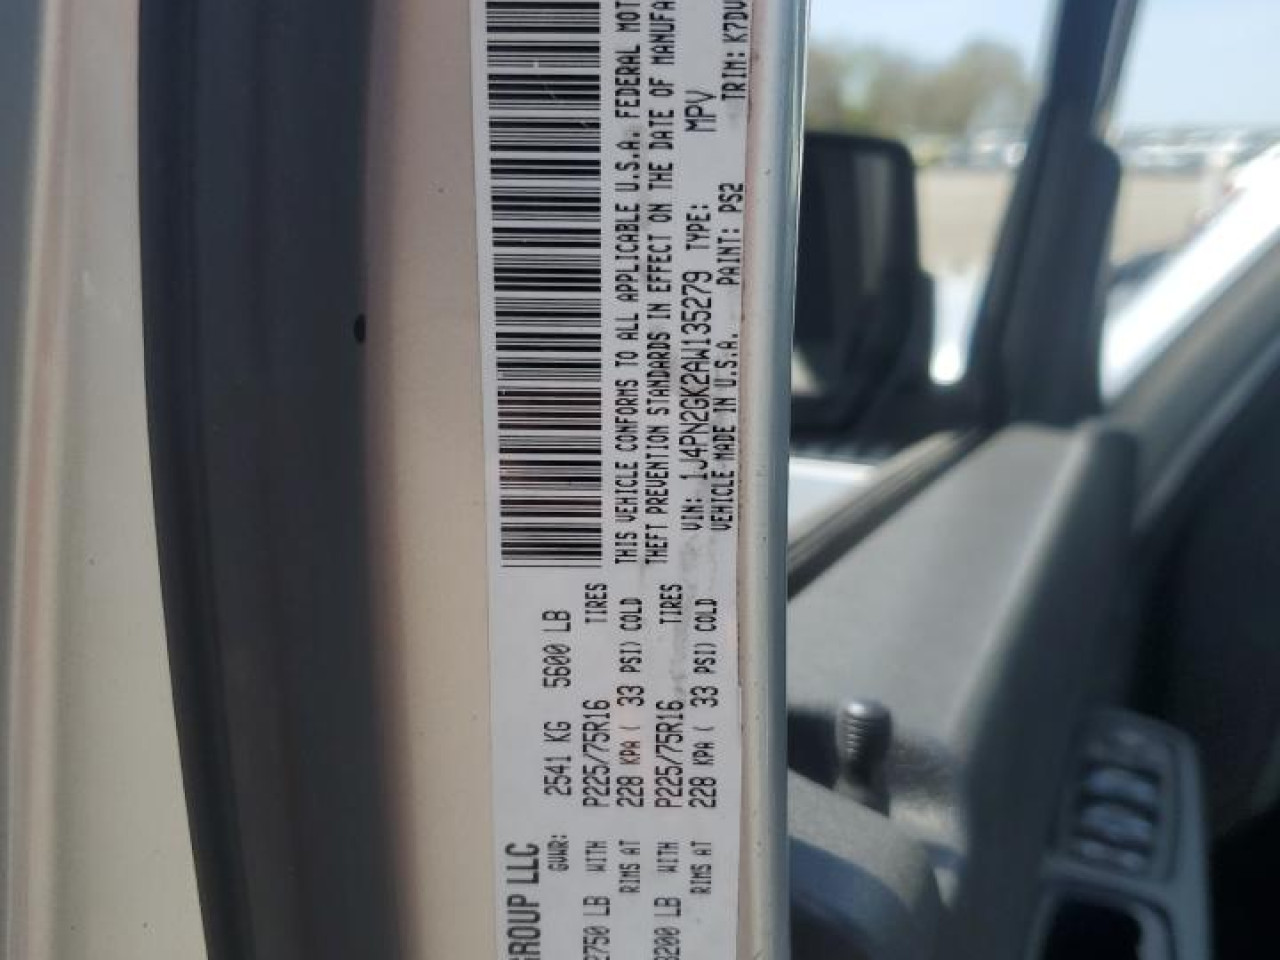 GROUP LLC
GVWR: 2541 KG 5600 LB
2750 LB WITH P225/75R16 TIRES
RIMS AT 228 KPA ( 33 PSI) COLD
3200 LB WITH P225/75R16 TIRES
RIMS AT 228 KPA ( 33 PSI) COLD
THIS VEHICLE CONFORMS TO ALL APPLICABLE U.S.A. FEDERAL MOT
THEFT PREVENTION STANDARDS IN EFFECT ON THE DATE OF MANUFA
VIN: 1J4PN2GK2AW135279 TYPE: MPV
VEHICLE MADE IN U.S.A. PAINT: PS2 TRIM: K7DV